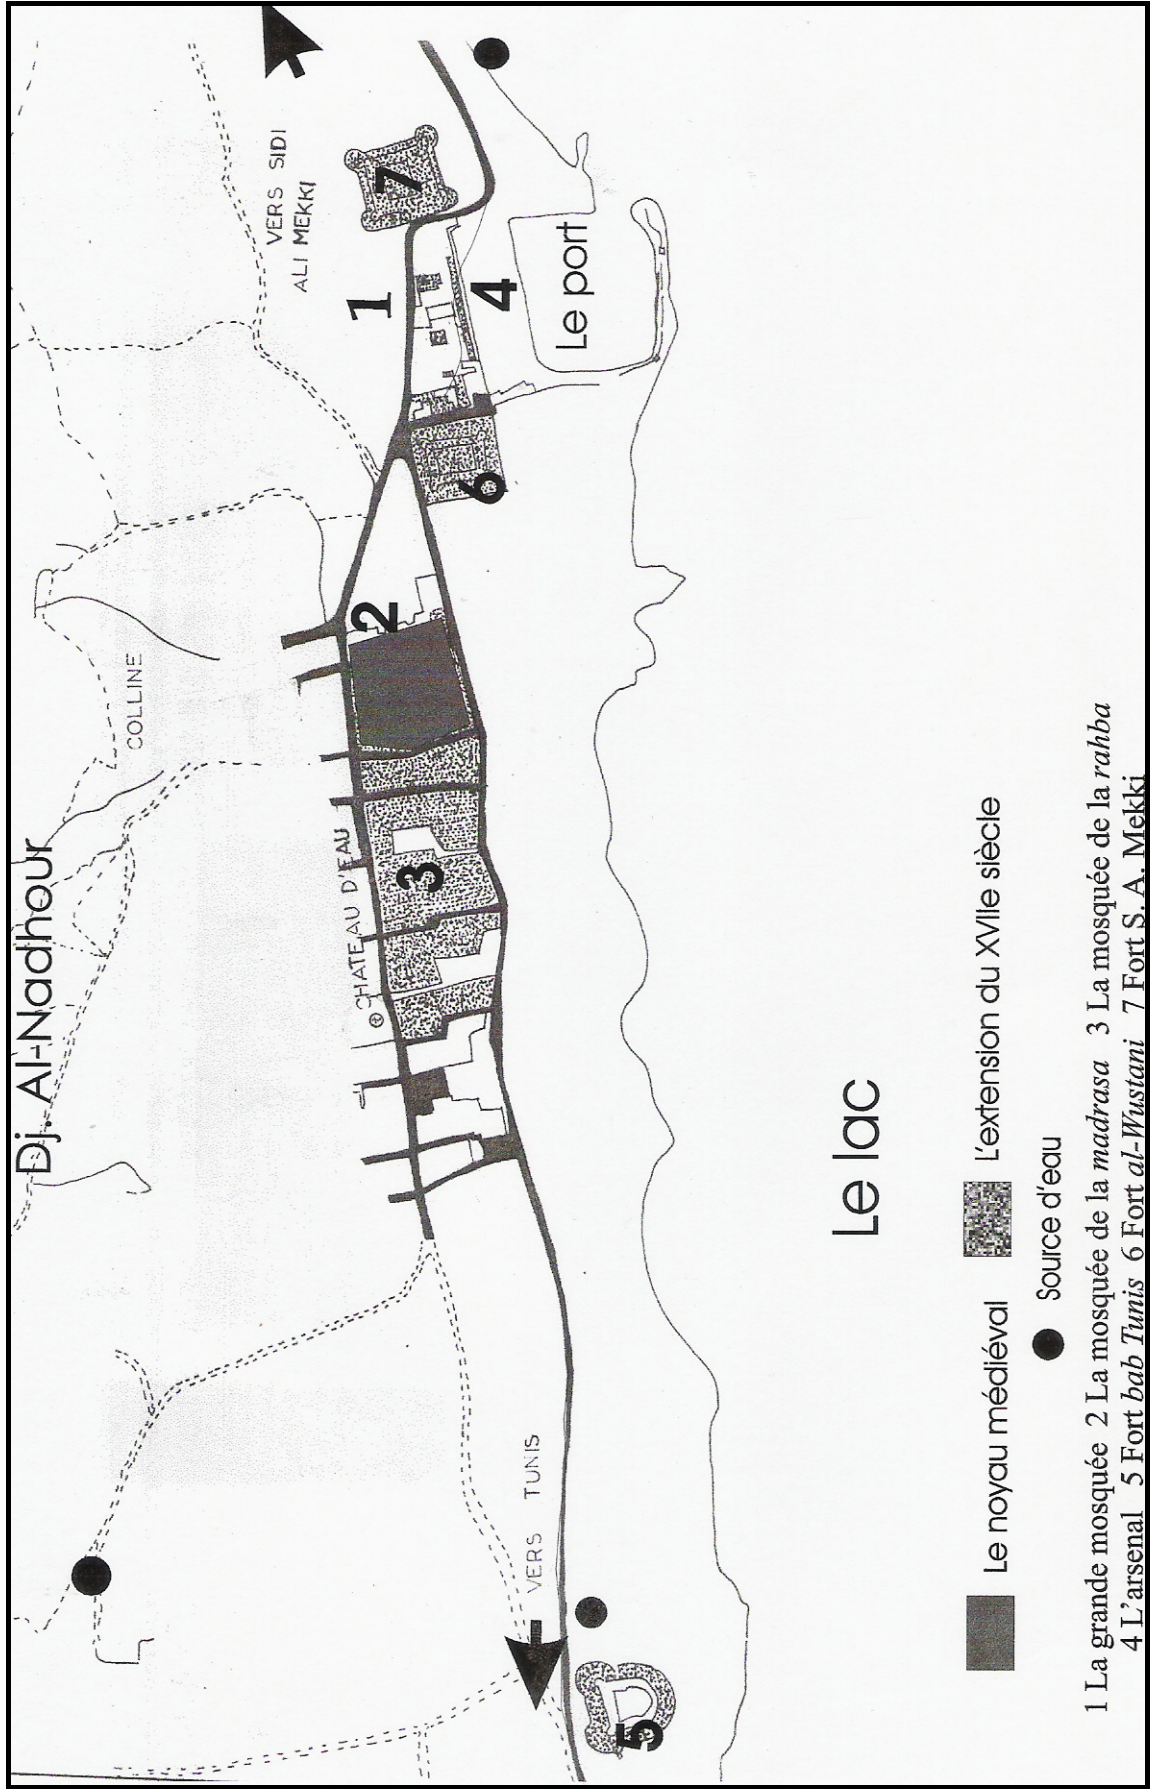 Dj. Al-Nadhour
COLLINE
VERS SIDI
ALI MEKKI
CHATEAU D'EAU
VERS TUNIS
1
2
3
4
5
6
7
Le port
Le lac
Le noyau médiéval
L'extension du XVIIe siècle
Source d'eau
1 La grande mosquée 2 La mosquée de la madrasa 3 La mosquée de la rahba
4 L'arsenal 5 Fort bab Tunis 6 Fort al-Wustani 7 Fort S. A. Mekki